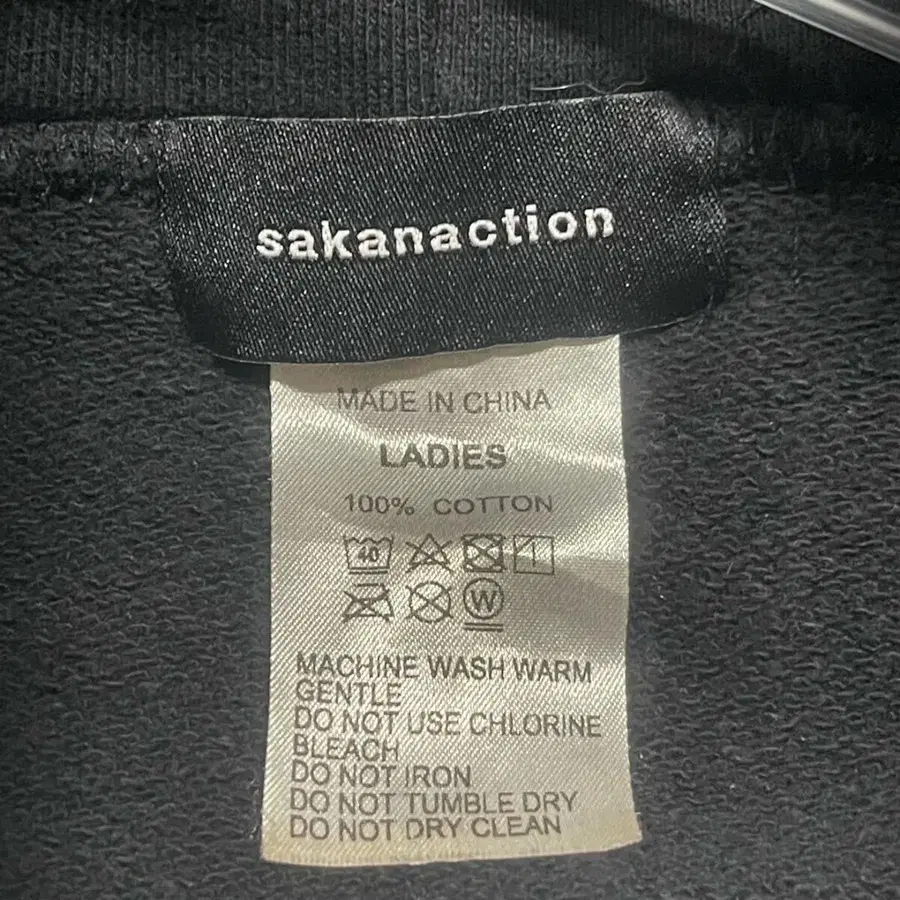 sakanaction
MADE IN CHINA
LADIES
100% COTTON
40
W
MACHINE WASH WARM
GENTLE
DO NOT USE CHLORINE
BLEACH
DO NOT IRON
DO NOT TUMBLE DRY
DO NOT DRY CLEAN